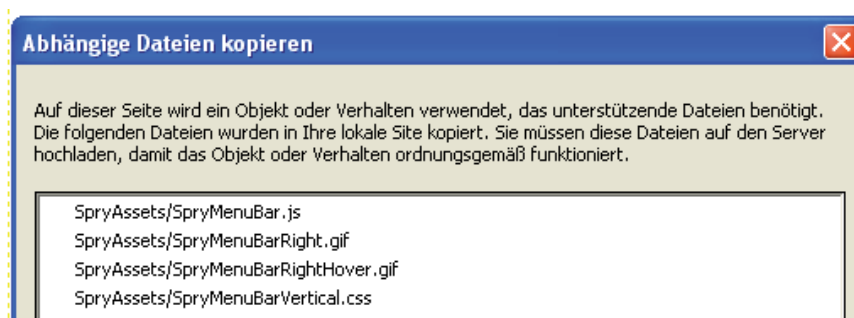 Abhängige Dateien kopieren
Auf dieser Seite wird ein Objekt oder Verhalten verwendet, das unterstützende Dateien benötigt.
Die folgenden Dateien wurden in Ihre lokale Site kopiert. Sie müssen diese Dateien auf den Server
hochladen, damit das Objekt oder Verhalten ordnungsgemäß funktioniert.
SpryAssets/SpryMenuBar.js
SpryAssets/SpryMenuBarRight.gif
SpryAssets/SpryMenuBarRightHover.gif
SpryAssets/SpryMenuBarVertical.css